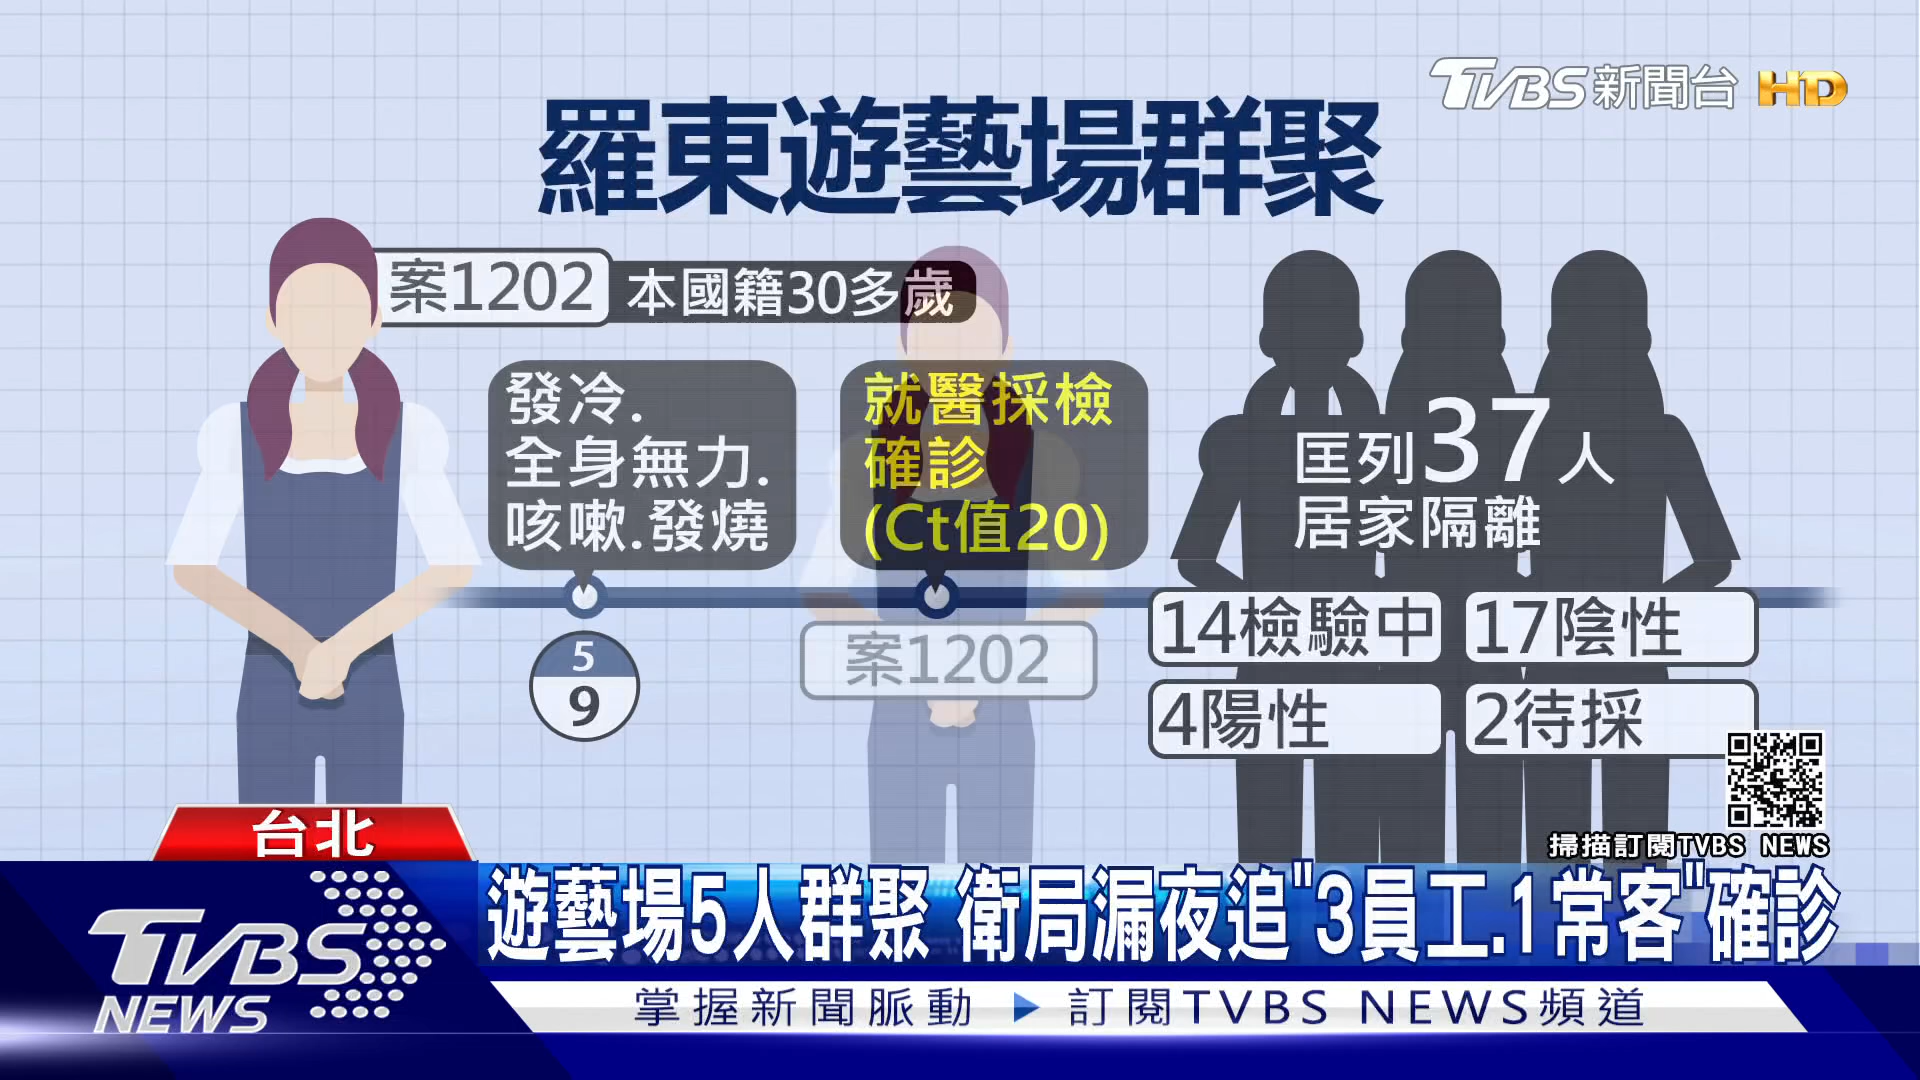 TVBS新聞台 HD
羅東遊藝場群聚
案1202 本國籍30多歲
發冷.
全身無力.
咳嗽.發燒
就醫採檢
確診
(Ct值20)
匡列37人
居家隔離
5
9
案1202
14檢驗中
17陰性
4陽性
2待採
掃描訂閱TVBS NEWS
台北
遊藝場5人群聚 衛局漏夜追"3員工.1常客"確診
TVBS
NEWS
掌握新聞脈動 訂閱TVBS NEWS頻道